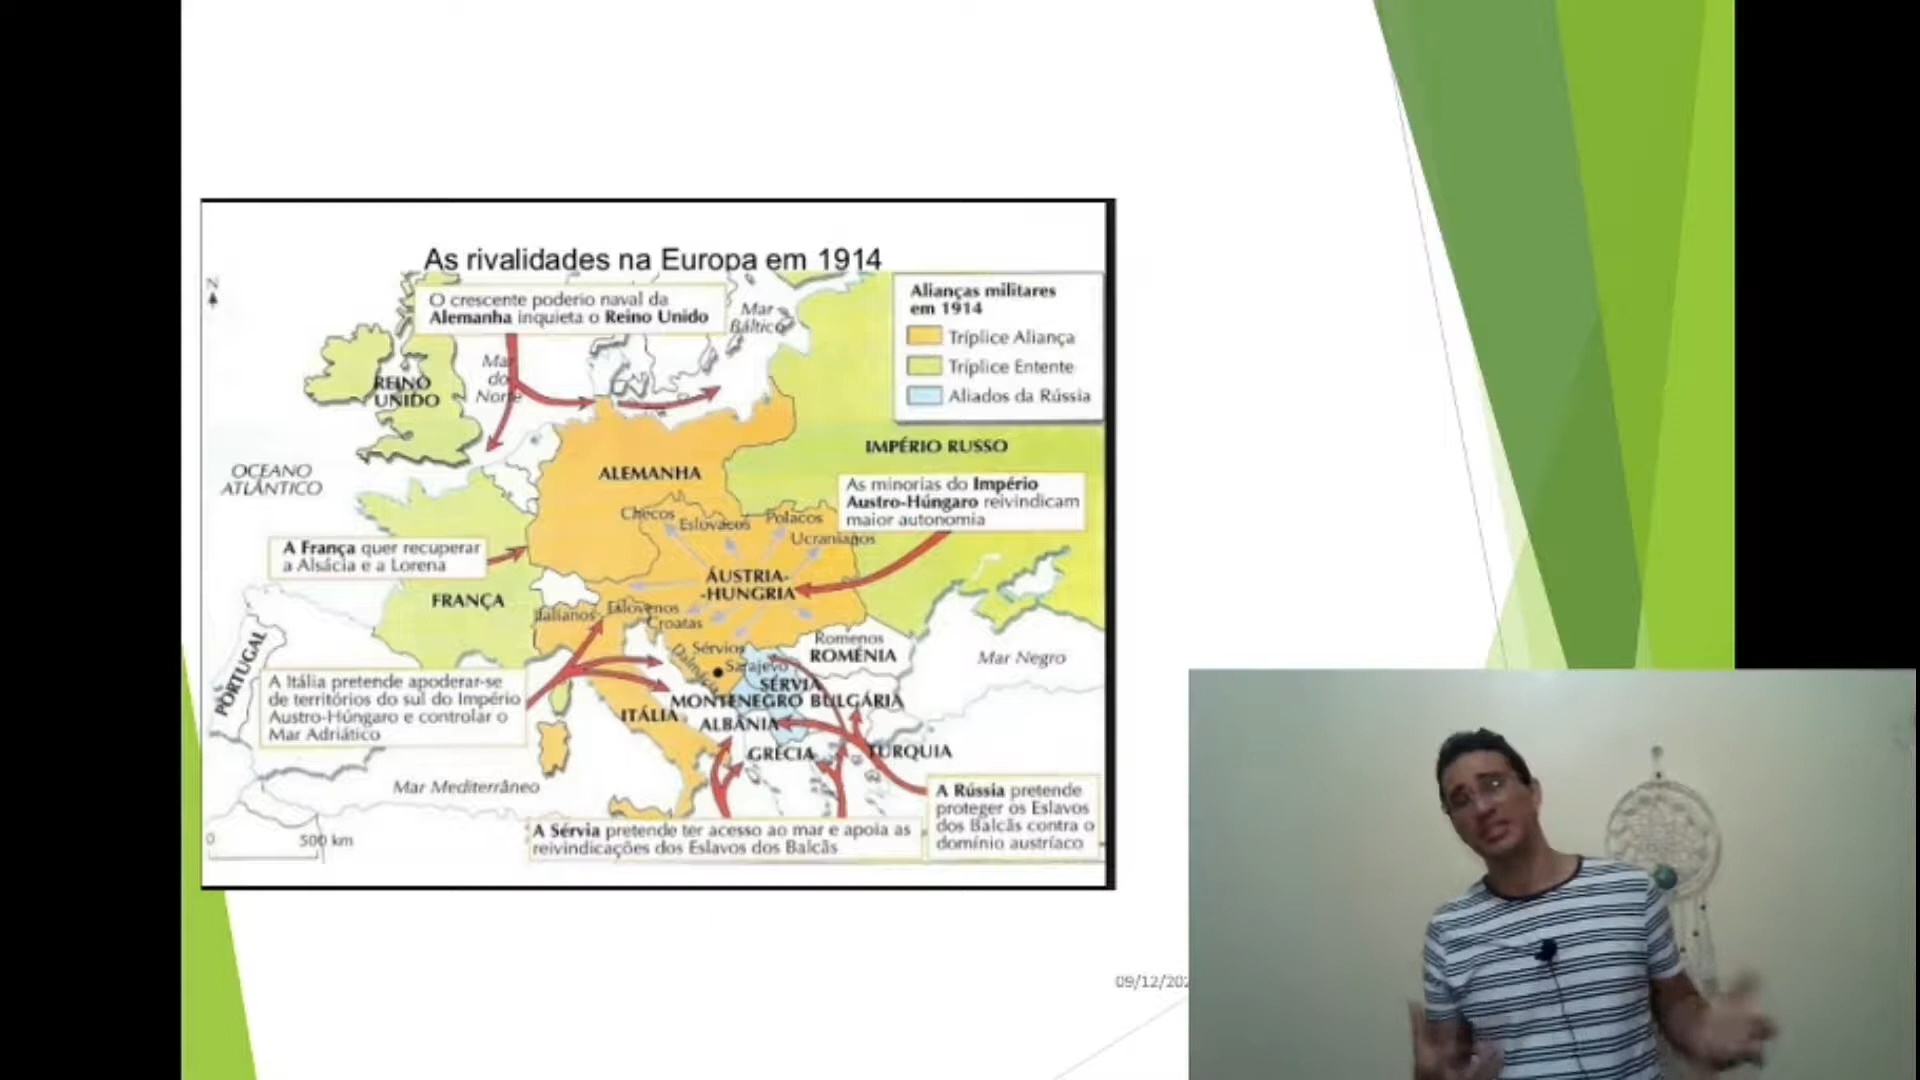 As rivalidades na Europa em 1914
N
O crescente poderio naval da
Alemanha inquieta o Reino Unido
Mar
Báltico
Alianças militares
em 1914
Tríplice Aliança
Tríplice Entente
Aliados da Rússia
Mar
do
Norte
REINO
UNIDO
IMPÉRIO RUSSO
OCEANO
ATLÂNTICO
ALEMANHA
As minorias do Império
Austro-Húngaro reivindicam
maior autonomia
Checos
Eslovacos
Polacos
Ucranianos
A França quer recuperar
a Alsácia e a Lorena
ÁUSTRIA-
-HUNGRIA
FRANÇA
Italianos
Eslovenos
Croatas
Romenos
ROMÉNIA
Mar Negro
Sérvios
Sarajevo
Dalmácia
PORTUGAL
SÉRVIA
MONTENEGRO
BULGÁRIA
A Itália pretende apoderar-se
de territórios do sul do Império
Austro-Húngaro e controlar o
Mar Adriático
ITÁLIA
ALBÂNIA
GRÉCIA
TURQUIA
Mar Mediterrâneo
A Rússia pretende
proteger os Eslavos
dos Balcãs contra o
domínio austríaco
0
500 km
A Sérvia pretende ter acesso ao mar e apoia as
reivindicações dos Eslavos dos Balcãs
09/12/202